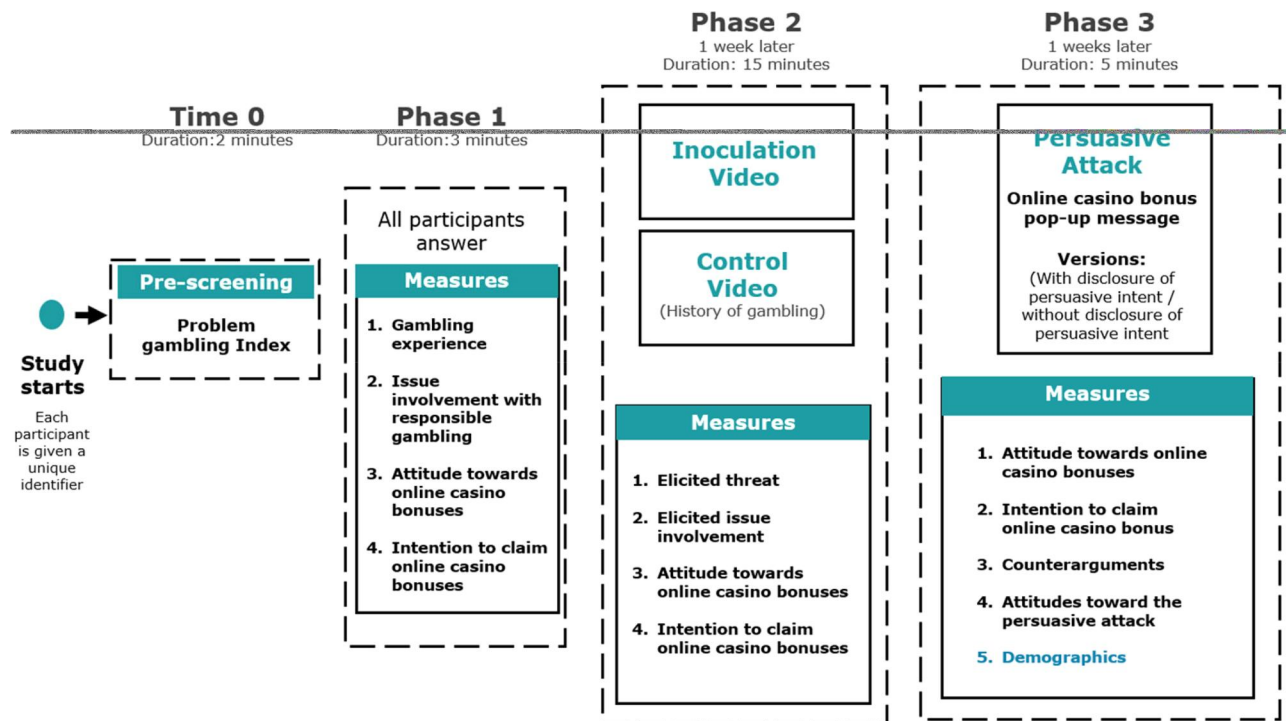 Time 0
Duration:2 minutes
Study
starts
Each
participant
is given a
unique
identifier
Pre-screening
Problem
gambling Index
Phase 1
Duration:3 minutes
All participants
answer
Measures
1. Gambling
experience
2. Issue
involvement with
responsible
gambling
3. Attitude towards
online casino
bonuses
4. Intention to claim
online casino
bonuses
Phase 2
1 week later
Duration: 15 minutes
Inoculation
Video
Control
Video
(History of gambling)
Measures
1. Elicited threat
2. Elicited issue
involvement
3. Attitude towards
online casino bonuses
4. Intention to claim
online casino bonuses
Phase 3
1 weeks later
Duration: 5 minutes
Persuasive
Attack
Online casino bonus
pop-up message
Versions:
(With disclosure of
persuasive intent /
without disclosure of
persuasive intent
Measures
1. Attitude towards online
casino bonuses
2. Intention to claim
online casino bonus
3. Counterarguments
4. Attitudes toward the
persuasive attack
5. Demographics